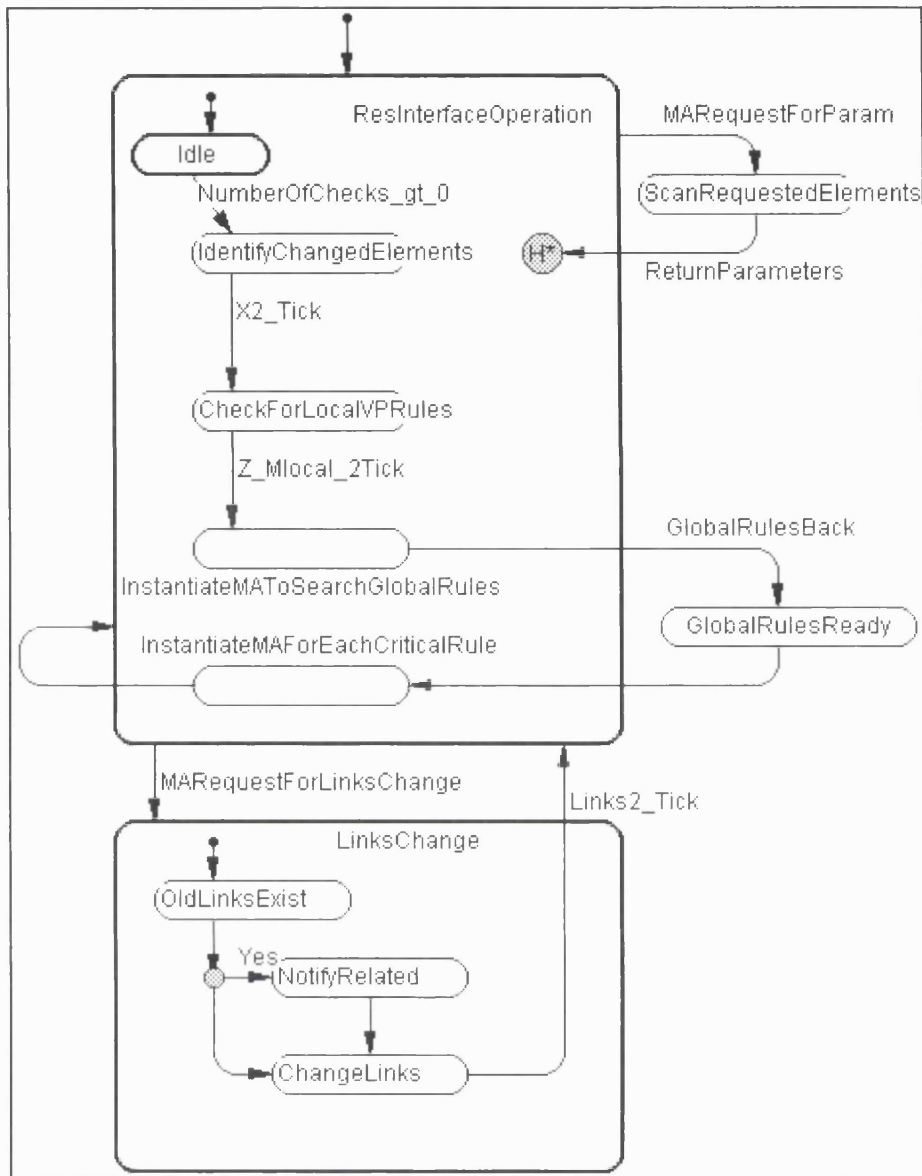 ResInterfaceOperation
MARequestForParam
Idle
NumberOfChecks_gt_0
ScanRequestedElements
IdentifyChangedElements
H*
ReturnParameters
X2_Tick
CheckForLocalVPRules
Z_Mlocal_2Tick
GlobalRulesBack
InstantiateMAToSearchGlobalRules
GlobalRulesReady
InstantiateMAForEachCriticalRule
MARequestForLinksChange
Links2_Tick
LinksChange
OldLinksExist
Yes
NotifyRelated
ChangeLinks